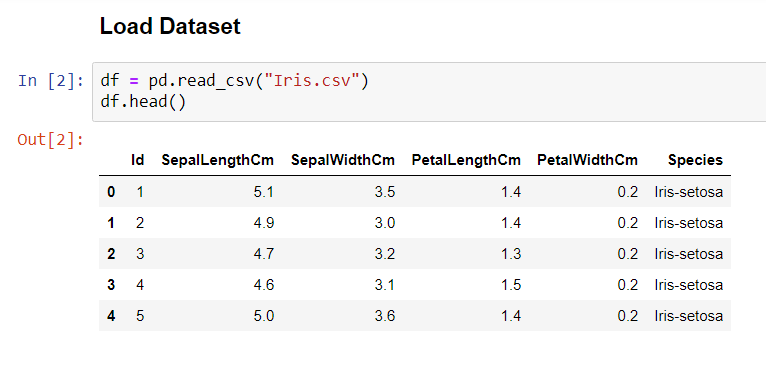 Load Dataset
In [2]: df = pd.read_csv("Iris.csv")
df.head()
Out[2]:
Id SepalLengthCm SepalWidthCm PetalLengthCm PetalWidthCm Species
0 1 5.1 3.5 1.4 0.2 Iris-setosa
1 2 4.9 3.0 1.4 0.2 Iris-setosa
2 3 4.7 3.2 1.3 0.2 Iris-setosa
3 4 4.6 3.1 1.5 0.2 Iris-setosa
4 5 5.0 3.6 1.4 0.2 Iris-setosa